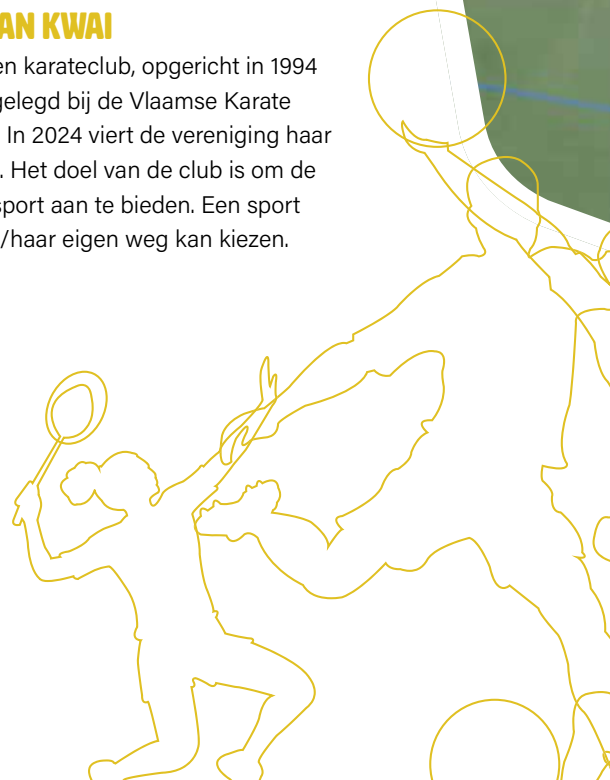 AN KWAI
en karateclub, opgericht in 1994
gelegd bij de Vlaamse Karate
In 2024 viert de vereniging haar
. Het doel van de club is om de
sport aan te bieden. Een sport
/haar eigen weg kan kiezen.